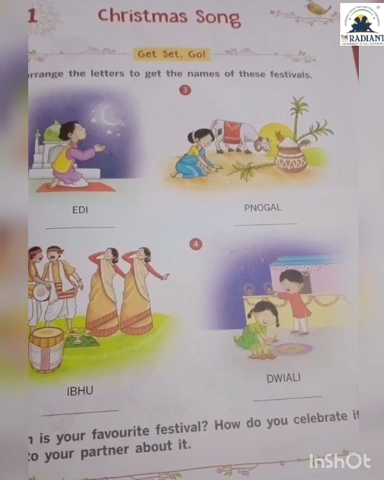 1 Christmas Song
THE RADIANT
Get Set, Go!
rrange the letters to get the names of these festivals.
3
EDI
PNOGAL
4
IBHU
DWIALI
is your favourite festival? How do you celebrate it
to your partner about it.
InShOt